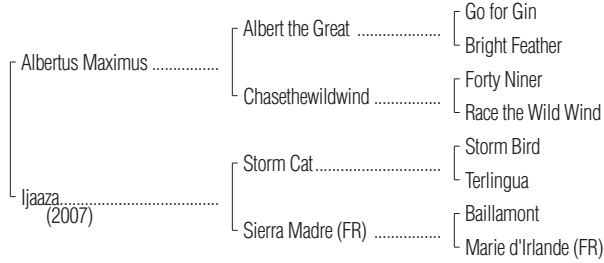 Go for Gin
Albert the Great ..................
Bright Feather
Albertus Maximus ................
Forty Niner
Chasethewildwind ................
Race the Wild Wind
Storm Bird
Storm Cat..............................
Terlingua
Ijaaza......................................
(2007)
Baillamont
Sierra Madre (FR) ................
Marie d'Irlande (FR)